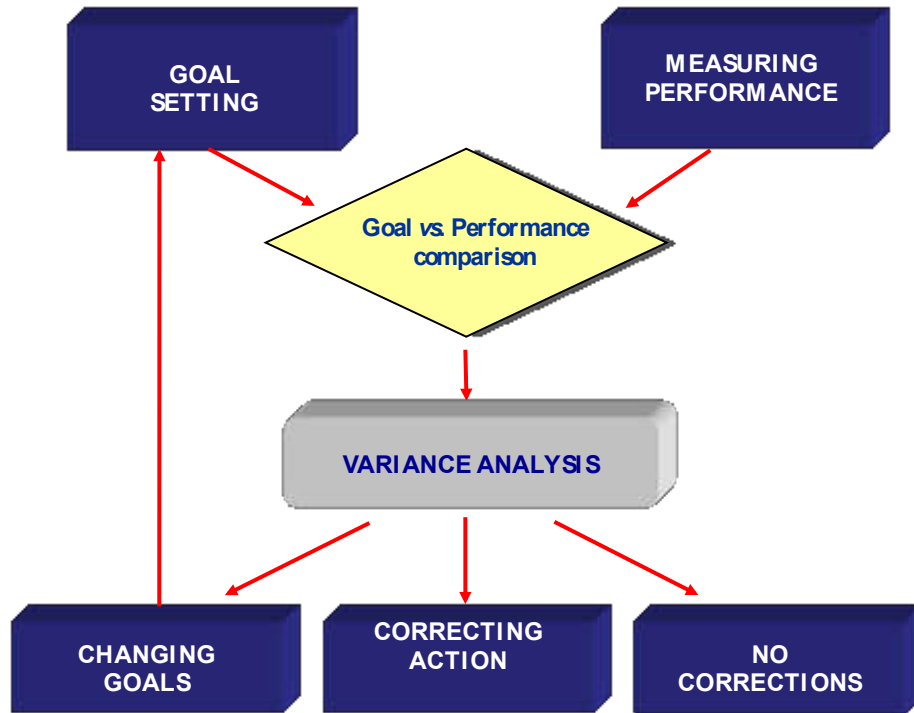 GOAL
SETTING
MEASURING
PERFORMANCE
Goal vs. Performance
comparison
VARIANCE ANALYSIS
CHANGING
GOALS
CORRECTING
ACTION
NO
CORRECTIONS